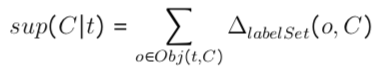 sup(C|t) = ∑_{o∈Obj(t,C)} Δ_{labelSet}(o, C)